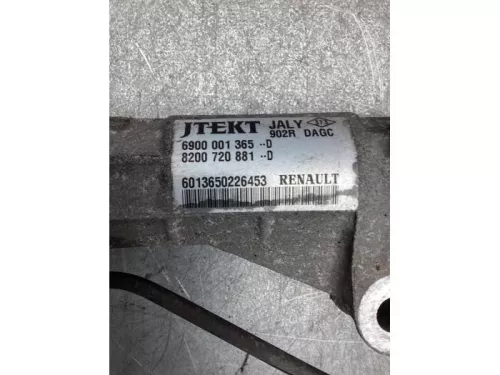 JTEKT JALY
902R DAGC
6900 001 365 --D
8200 720 881 --D
6013650226453 RENAULT